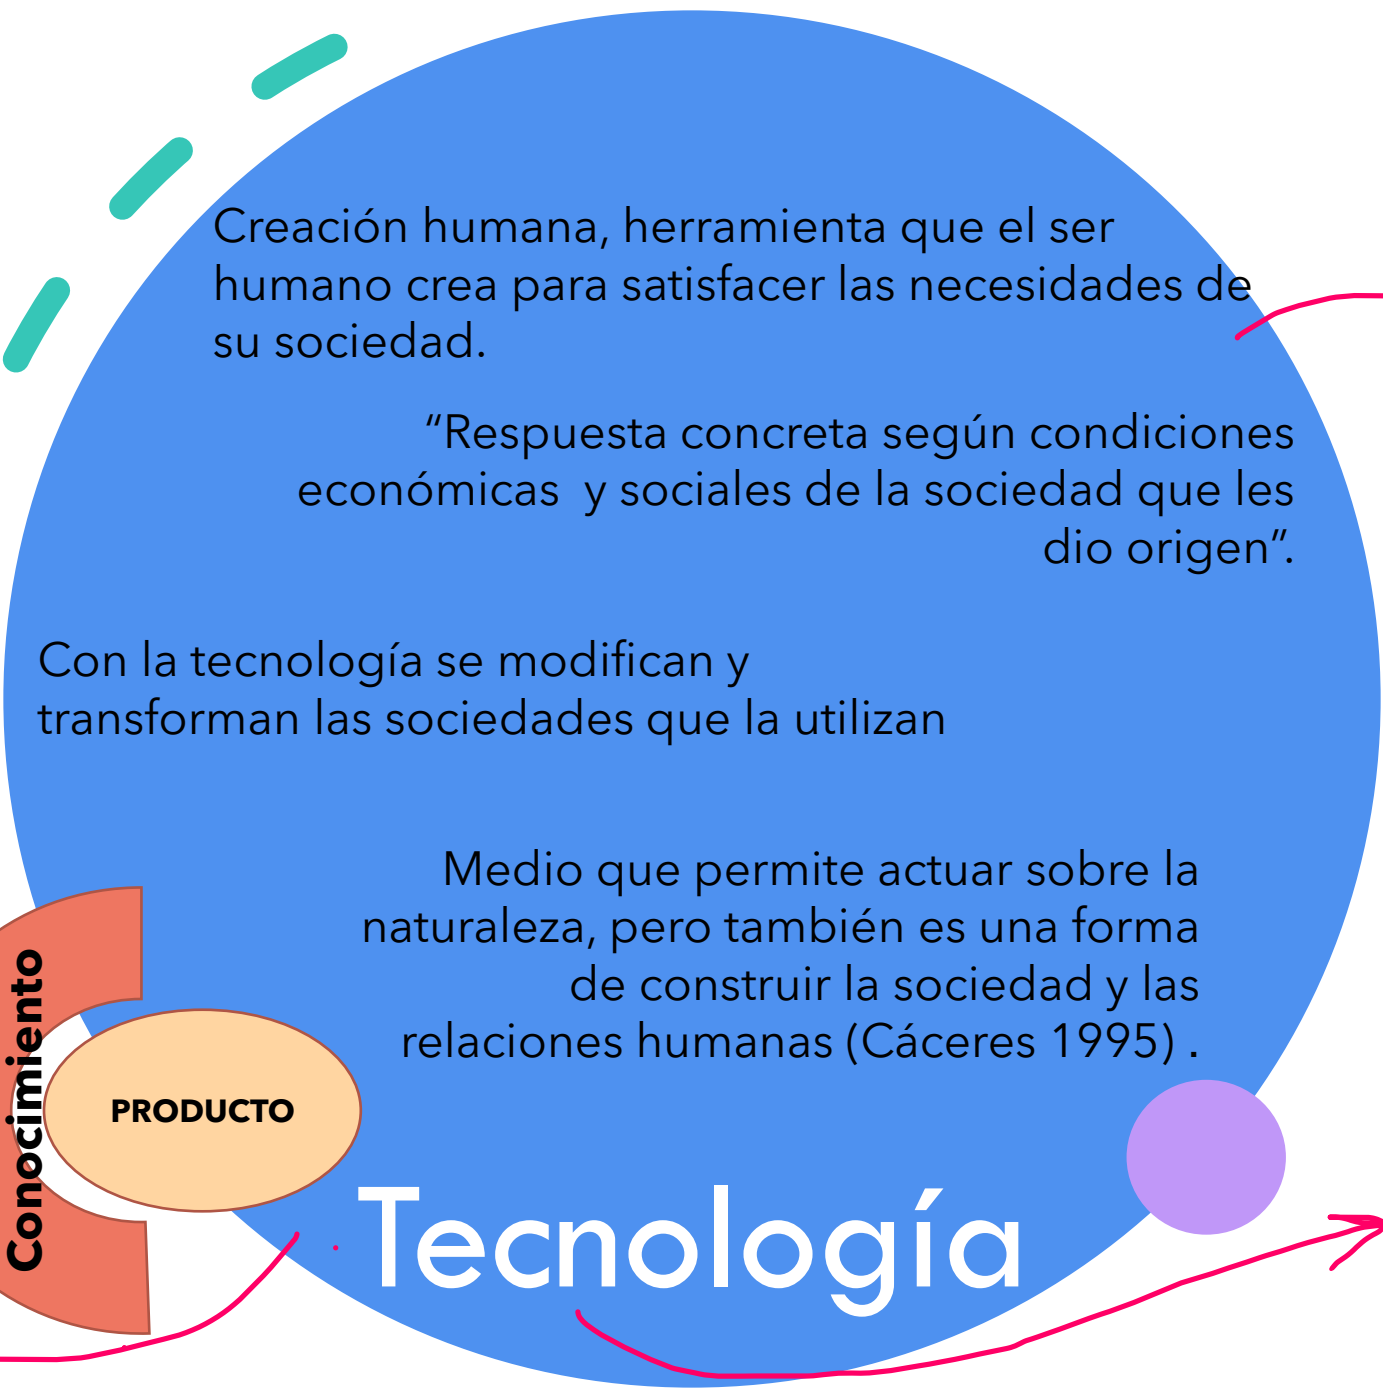 Creación humana, herramienta que el ser
humano crea para satisfacer las necesidades de
su sociedad.
“Respuesta concreta según condiciones
económicas  y sociales de la sociedad que les
dio origen”.
Con la tecnología se modifican y
transforman las sociedades que la utilizan
Medio que permite actuar sobre la
naturaleza, pero también es una forma
de construir la sociedad y las
relaciones humanas (Cáceres 1995) .
Conocimiento
PRODUCTO
Tecnología